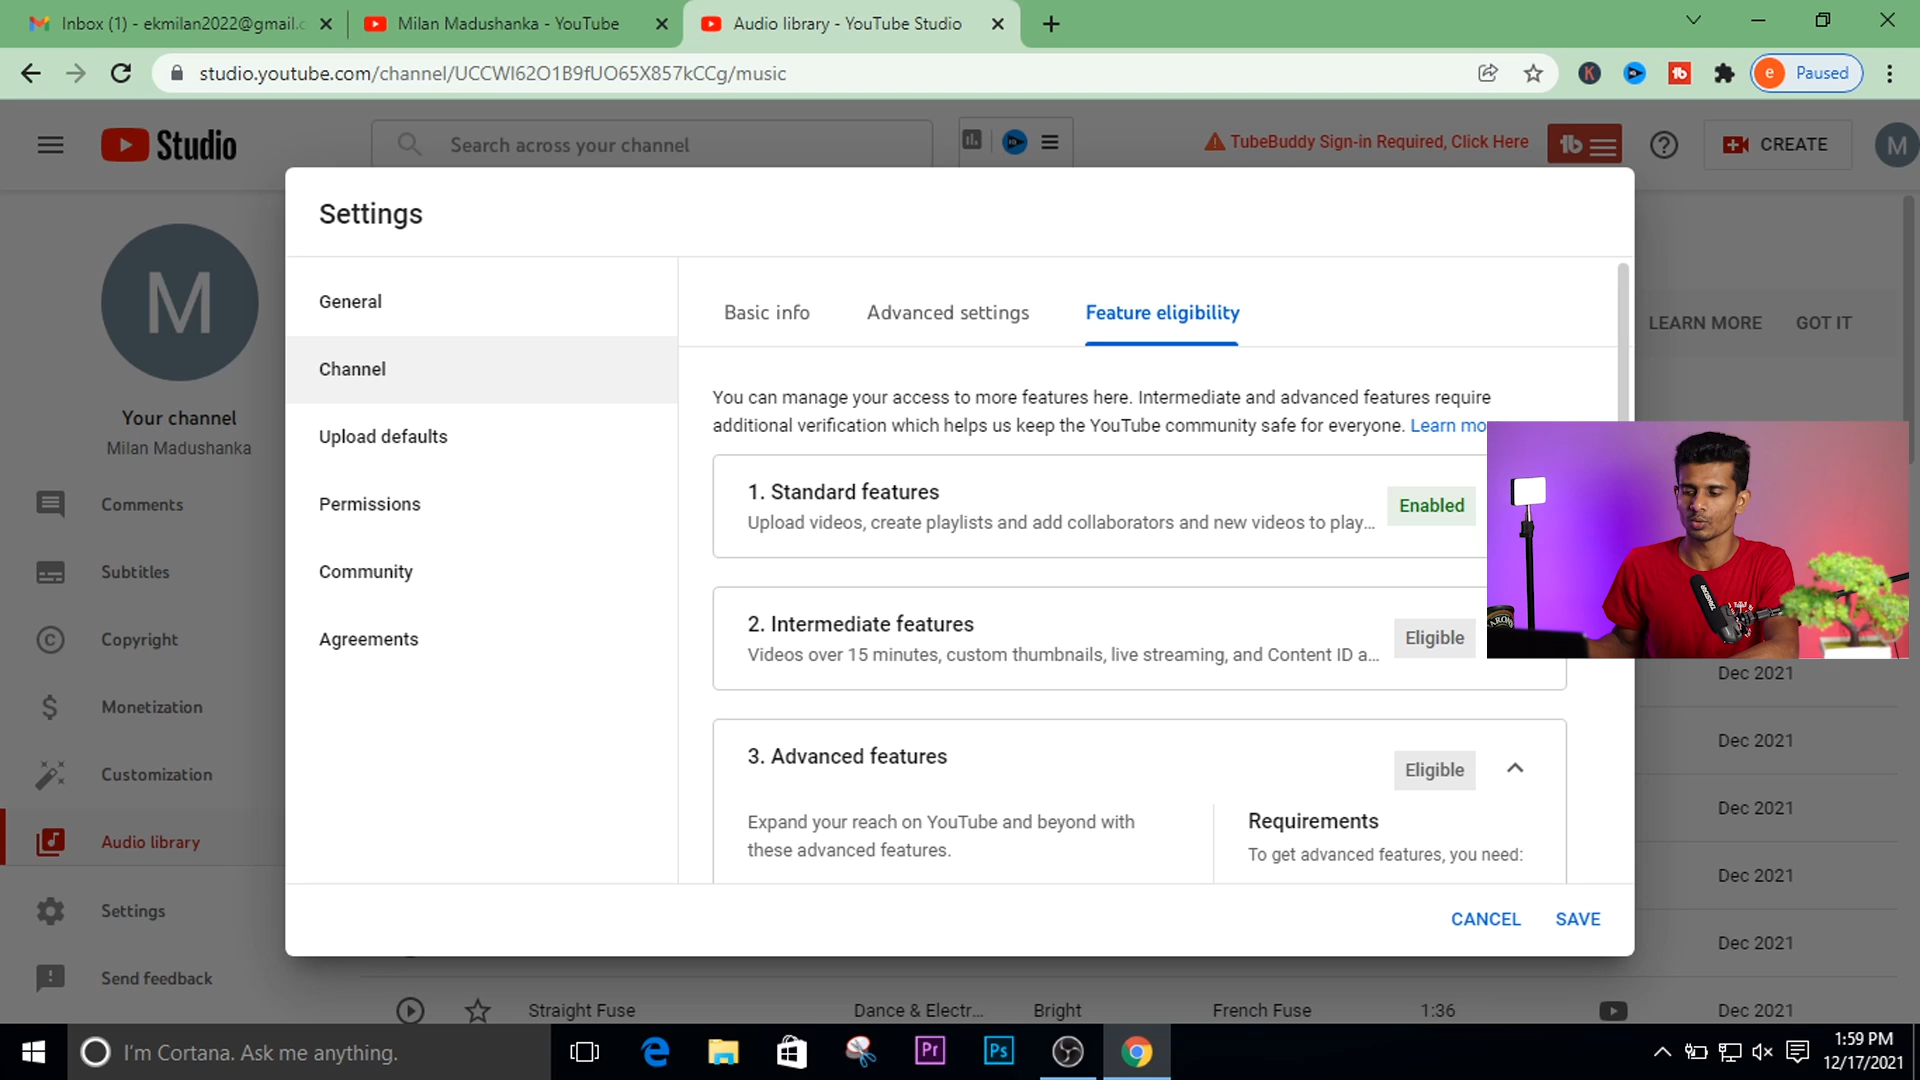 Inbox (1) - ekmilan2022@gmail.c
Milan Madushanka - YouTube
Audio library - YouTube Studio
studio.youtube.com/channel/UCCWI62O1B9fUO65X857kCCg/music
K
tb
e Paused
Studio
Search across your channel
TubeBuddy Sign-in Required, Click Here
tb
CREATE
M
Settings
M
Your channel
Milan Madushanka
Comments
Subtitles
Copyright
Monetization
Customization
Audio library
Settings
Send feedback
General
Channel
Upload defaults
Permissions
Community
Agreements
Basic info
Advanced settings
Feature eligibility
LEARN MORE
GOT IT
You can manage your access to more features here. Intermediate and advanced features require
additional verification which helps us keep the YouTube community safe for everyone. Learn mo
1. Standard features
Upload videos, create playlists and add collaborators and new videos to play...
Enabled
2. Intermediate features
Videos over 15 minutes, custom thumbnails, live streaming, and Content ID a...
Eligible
3. Advanced features
Eligible
Expand your reach on YouTube and beyond with
these advanced features.
Requirements
To get advanced features, you need:
CANCEL
SAVE
Dec 2021
Dec 2021
Dec 2021
Dec 2021
Dec 2021
Straight Fuse
Dance & Electr...
Bright
French Fuse
1:36
Dec 2021
I'm Cortana. Ask me anything.
Pr
Ps
1:59 PM
12/17/2021